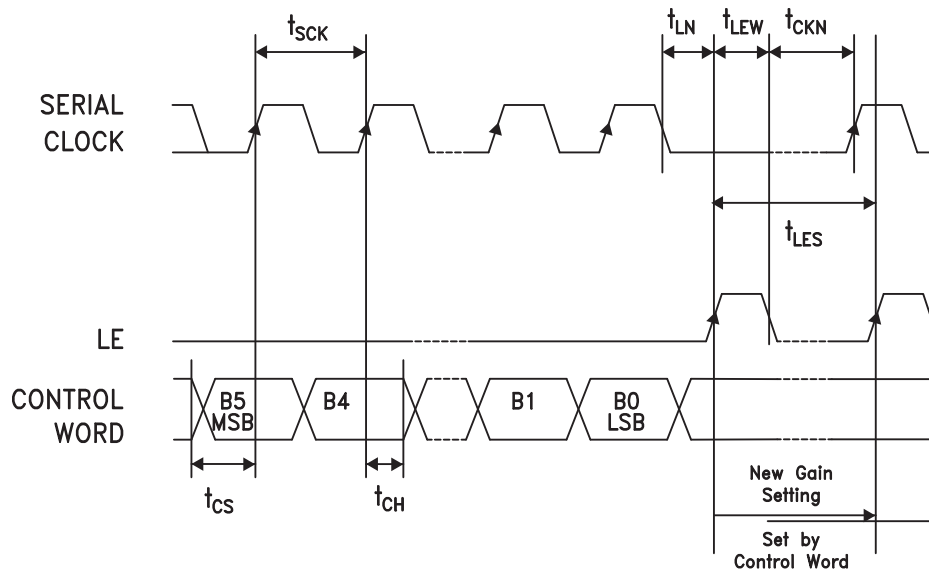 tSCK
tLN
tLEW
tCKN
SERIAL
CLOCK
tLES
LE
CONTROL
WORD
B5
MSB
B4
B1
B0
LSB
tCS
tCH
New Gain
Setting
Set by
Control Word